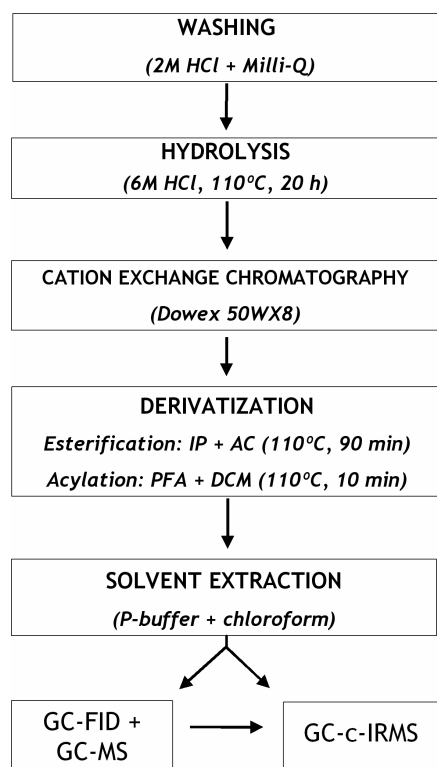 WASHING
(2M HCl + Milli-Q)
HYDROLYSIS
(6M HCl, 110ºC, 20 h)
CATION EXCHANGE CHROMATOGRAPHY
(Dowex 50WX8)
DERIVATIZATION
Esterification: IP + AC (110ºC, 90 min)
Acylation: PFA + DCM (110ºC, 10 min)
SOLVENT EXTRACTION
(P-buffer + chloroform)
GC-FID +
GC-MS
GC-c-IRMS